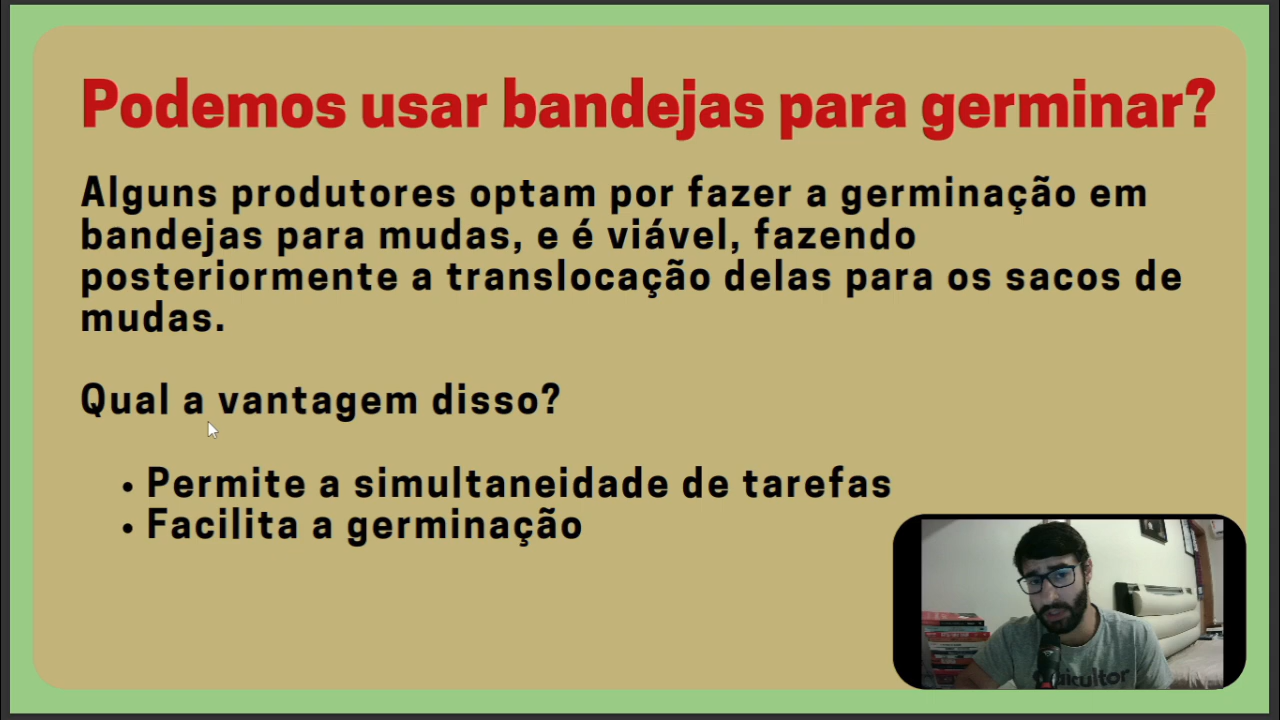 Podemos usar bandejas para germinar?
Alguns produtores optam por fazer a germinação em
bandejas para mudas, e é viável, fazendo
posteriormente a translocação delas para os sacos de
mudas.
Qual a vantagem disso?
• Permite a simultaneidade de tarefas
• Facilita a germinação